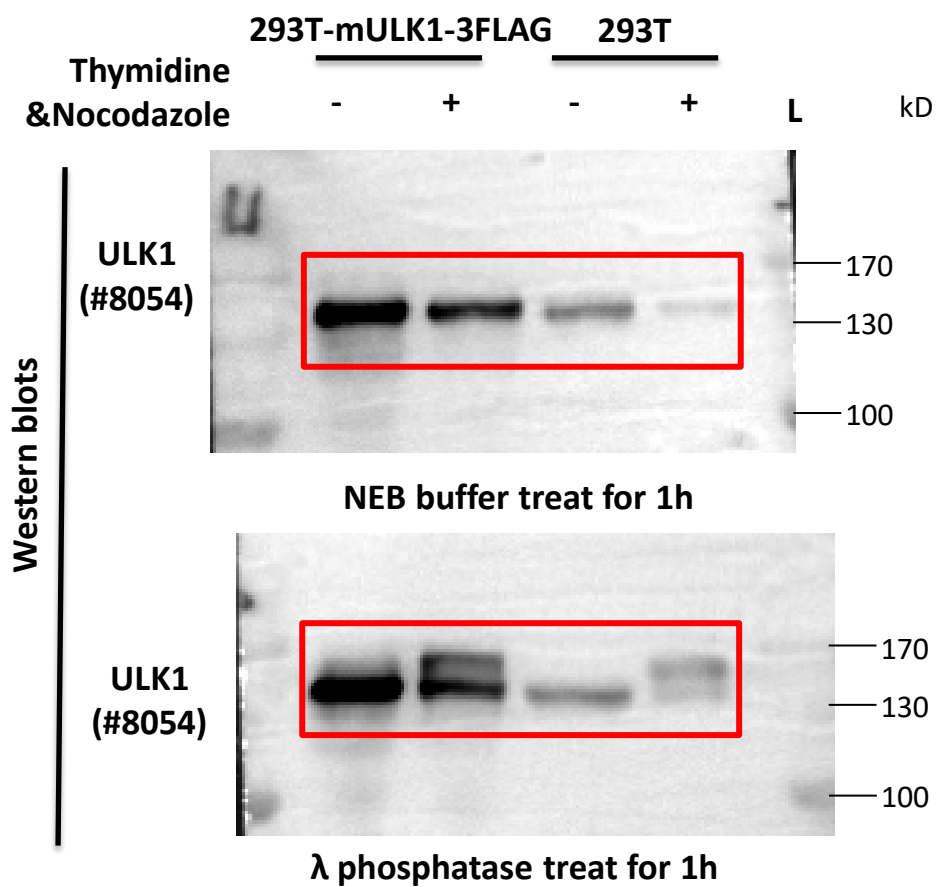 293T-mULK1-3FLAG 293T
Thymidine
&Nocodazole - + - + L kD
Western blots
ULK1
(#8054)
170
130
100
NEB buffer treat for 1h
ULK1
(#8054)
170
130
100
λ phosphatase treat for 1h